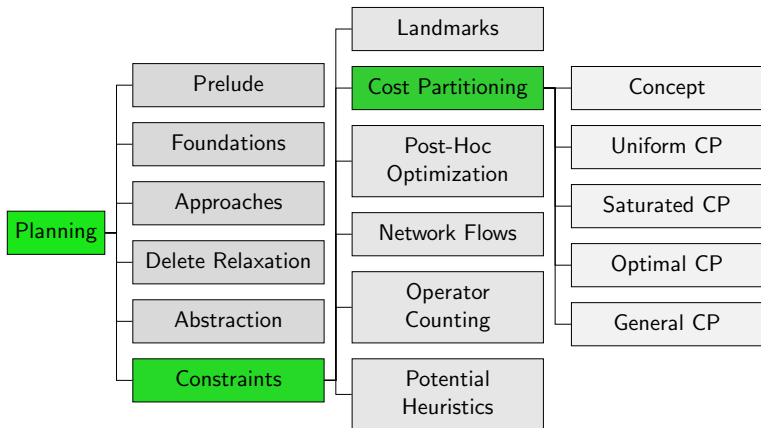 Planning
Prelude
Foundations
Approaches
Delete Relaxation
Abstraction
Constraints
Landmarks
Cost Partitioning
Post-Hoc
Optimization
Network Flows
Operator
Counting
Potential
Heuristics
Concept
Uniform CP
Saturated CP
Optimal CP
General CP